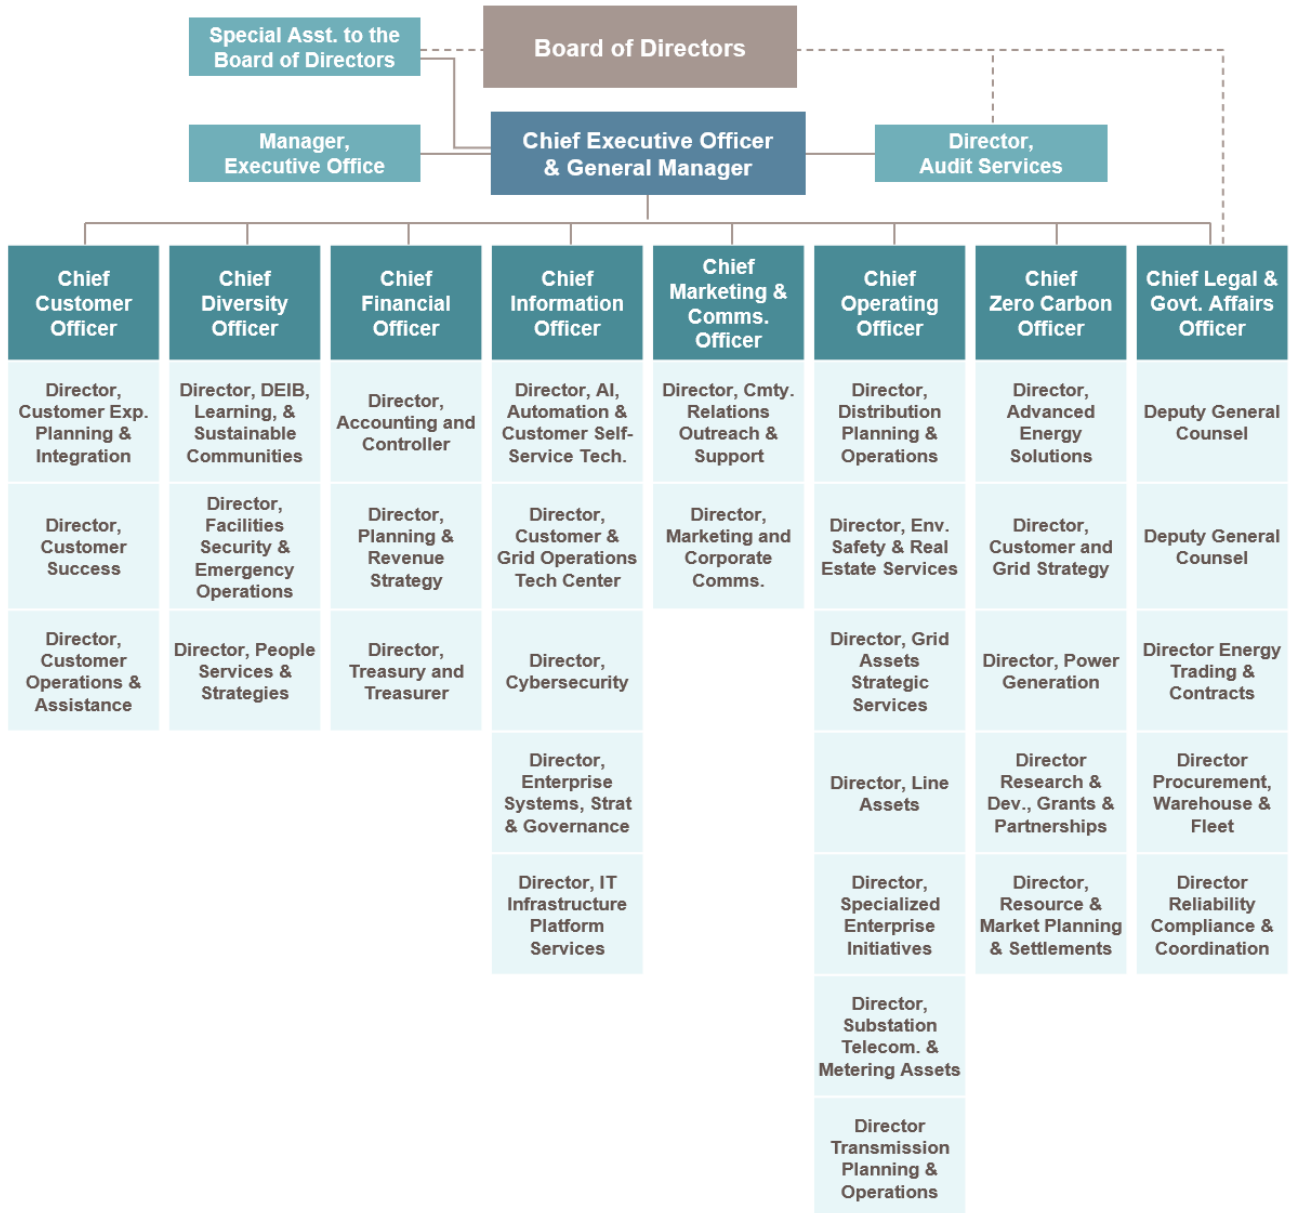 Special Asst. to the
Board of Directors
Board of Directors
Manager,
Executive Office
Chief Executive Officer
& General Manager
Director,
Audit Services
Chief
Customer
Officer
Director,
Customer Exp.
Planning &
Integration
Director,
Customer
Success
Director,
Customer
Operations &
Assistance
Chief
Diversity
Officer
Director, DEIB,
Learning, &
Sustainable
Communities
Director,
Facilities
Security &
Emergency
Operations
Director, People
Services &
Strategies
Chief
Financial
Officer
Director,
Accounting and
Controller
Director,
Planning &
Revenue
Strategy
Director,
Treasury and
Treasurer
Chief
Information
Officer
Director, AI,
Automation &
Customer Self-
Service Tech.
Director,
Customer &
Grid Operations
Tech Center
Director,
Cybersecurity
Director,
Enterprise
Systems, Strat
& Governance
Director, IT
Infrastructure
Platform
Services
Chief
Marketing &
Comms.
Officer
Director, Cmty.
Relations
Outreach &
Support
Director,
Marketing and
Corporate
Comms.
Chief
Operating
Officer
Director,
Distribution
Planning &
Operations
Director, Env.
Safety & Real
Estate Services
Director, Grid
Assets
Strategic
Services
Director, Line
Assets
Director,
Specialized
Enterprise
Initiatives
Director,
Substation
Telecom. &
Metering Assets
Director
Transmission
Planning &
Operations
Chief
Zero Carbon
Officer
Director,
Advanced
Energy
Solutions
Director,
Customer and
Grid Strategy
Director, Power
Generation
Director
Research &
Dev., Grants &
Partnerships
Director,
Resource &
Market Planning
& Settlements
Chief Legal &
Govt. Affairs
Officer
Deputy General
Counsel
Deputy General
Counsel
Director Energy
Trading &
Contracts
Director
Procurement,
Warehouse &
Fleet
Director
Reliability
Compliance &
Coordination